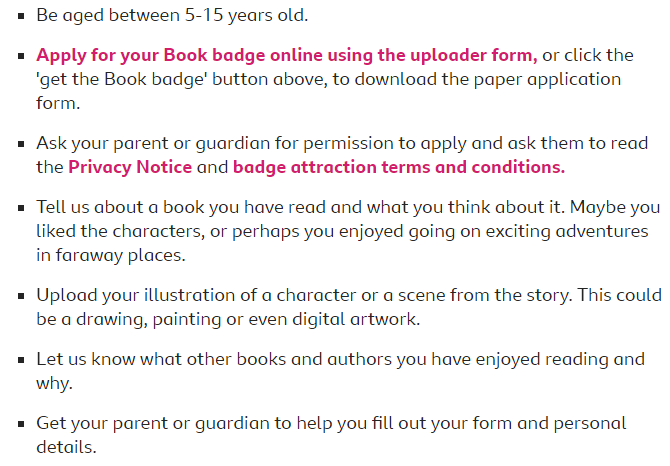 Be aged between 5-15 years old.
Apply for your Book badge online using the uploader form, or click the
'get the Book badge' button above, to download the paper application
form.
Ask your parent or guardian for permission to apply and ask them to read
the Privacy Notice and badge attraction terms and conditions.
Tell us about a book you have read and what you think about it. Maybe you
liked the characters, or perhaps you enjoyed going on exciting adventures
in faraway places.
Upload your illustration of a character or a scene from the story. This could
be a drawing, painting or even digital artwork.
Let us know what other books and authors you have enjoyed reading and
why.
Get your parent or guardian to help you fill out your form and personal
details.